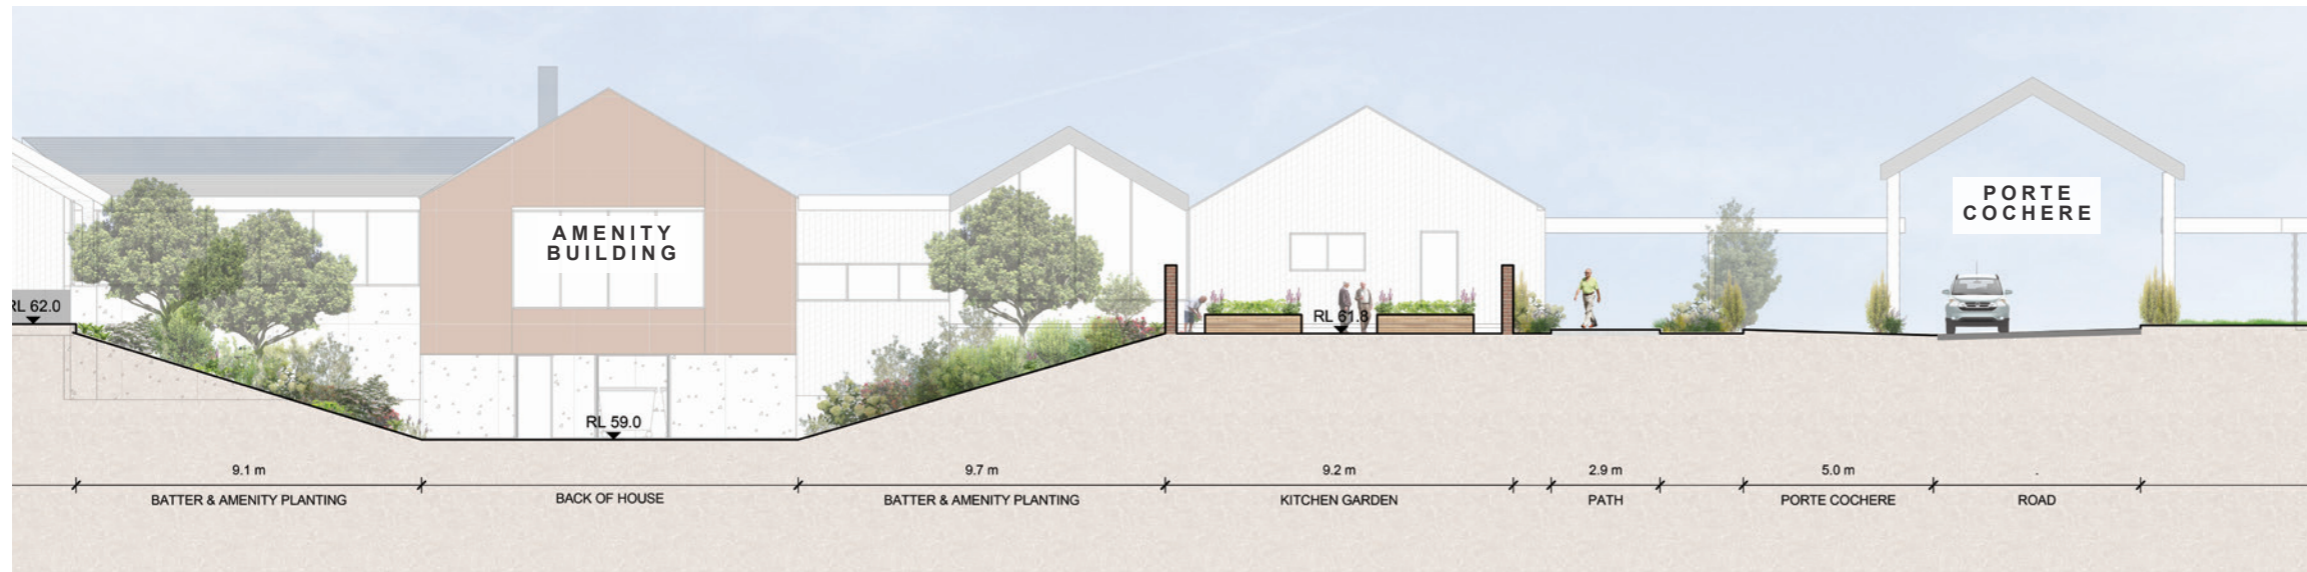 AMENITY
BUILDING
PORTE
COCHERE
RL 62.0
RL 61.8
RL 59.0
9.1 m
9.7 m
9.2 m
2.9 m
5.0 m
BATTER & AMENITY PLANTING
BACK OF HOUSE
BATTER & AMENITY PLANTING
KITCHEN GARDEN
PATH
PORTE COCHERE
ROAD